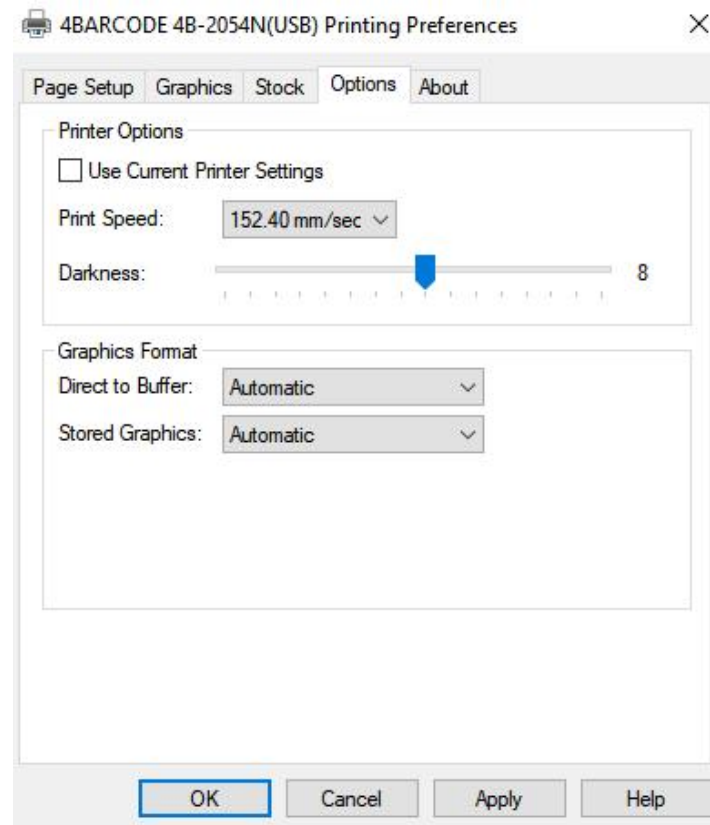 4BARCODE 4B-2054N(USB) Printing Preferences
Page Setup Graphics Stock Options About
Printer Options
Use Current Printer Settings
Print Speed: 152.40 mm/sec
Darkness: 8
Graphics Format
Direct to Buffer: Automatic
Stored Graphics: Automatic
OK Cancel Apply Help